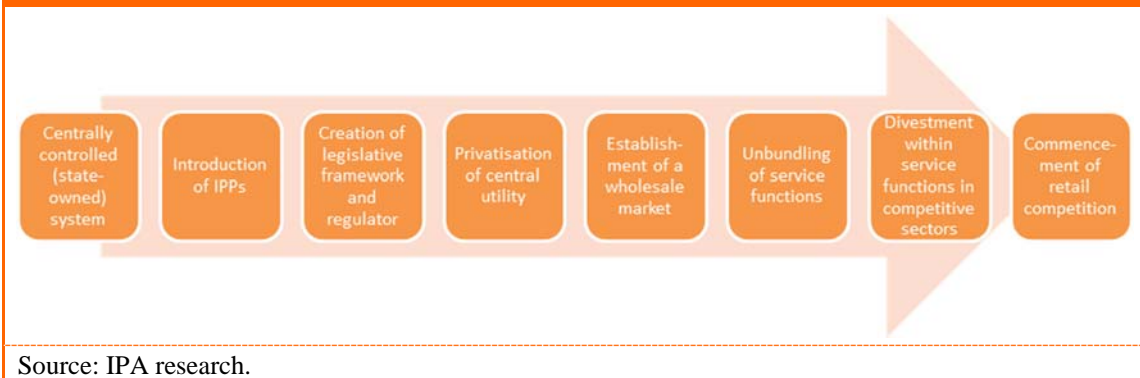 Centrally
controlled
(state-
owned)
system
Introduction
of IPPs
Creation of
legislative
framework
and
regulator
Privatisation
of central
utility
Establish-
ment of a
wholesale
market
Unbundling
of service
functions
Divestment
within
service
functions in
competitive
sectors
Commence-
ment of
retail
competition
Source: IPA research.